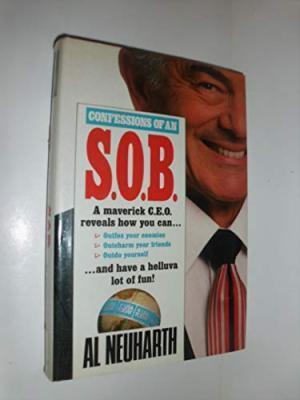 CONFESSIONS OF AN
S.O.B.
A maverick C.E.O.
reveals how you can...
Outfox your enemies
Outcharm your friends
Outdo yourself
...and have a helluva
lot of fun!
AL NEUHARTH
S.O.B.